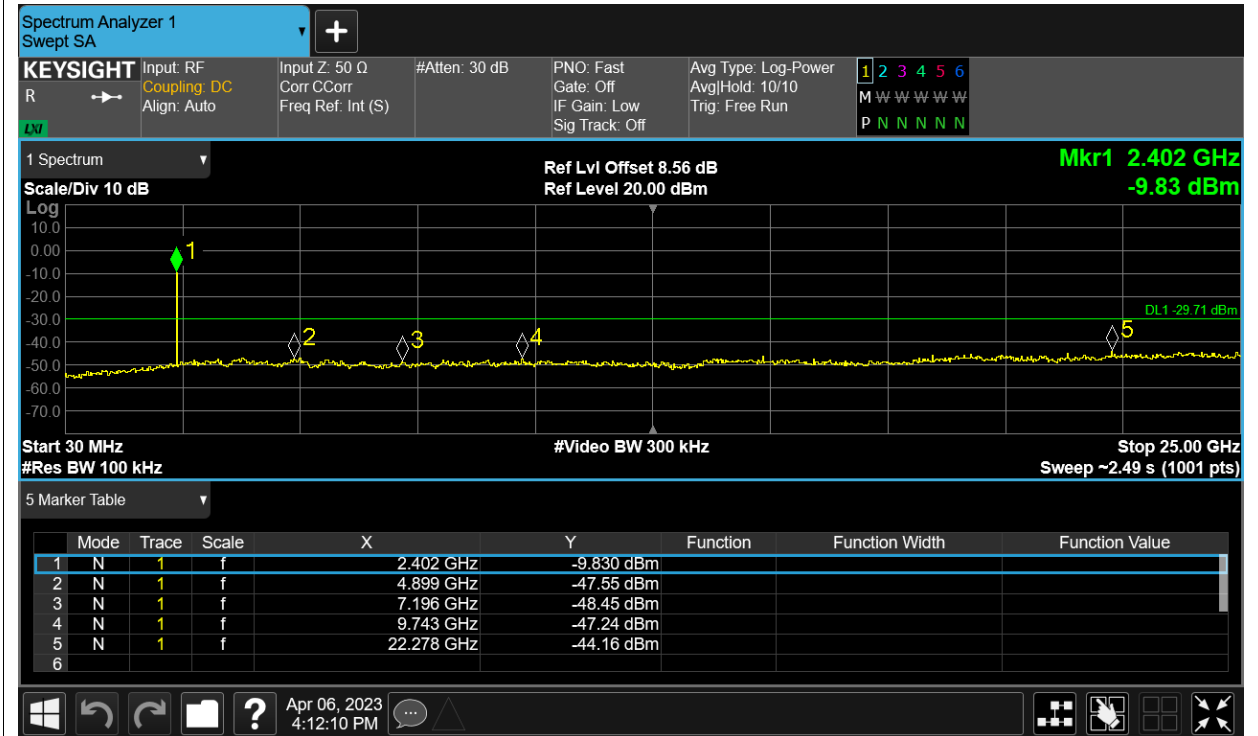 Spectrum Analyzer 1
Swept SA
+
KEYSIGHT Input: RF Input Z: 50 Ω #Atten: 30 dB PNO: Fast Avg Type: Log-Power 1 2 3 4 5 6
R Coupling: DC Corr CCorr Gate: Off Avg|Hold: 10/10 M W W W W W W
Align: Auto Freq Ref: Int (S) IF Gain: Low Trig: Free Run
LXI Sig Track: Off P N N N N N N
1 Spectrum Ref Lvl Offset 8.56 dB Mkr1 2.402 GHz
Scale/Div 10 dB Ref Level 20.00 dBm -9.83 dBm
Log
10.0
0.00 1
-10.0
-20.0
-30.0 DL1 -29.71 dBm
-40.0 2 3 4 5
-50.0
-60.0
-70.0
Start 30 MHz #Video BW 300 kHz Stop 25.00 GHz
#Res BW 100 kHz Sweep ~2.49 s (1001 pts)
5 Marker Table
Mode Trace Scale X Y Function Function Width Function Value
1 N 1 f 2.402 GHz -9.830 dBm
2 N 1 f 4.899 GHz -47.55 dBm
3 N 1 f 7.196 GHz -48.45 dBm
4 N 1 f 9.743 GHz -47.24 dBm
5 N 1 f 22.278 GHz -44.16 dBm
6
? Apr 06, 2023
4:12:10 PM